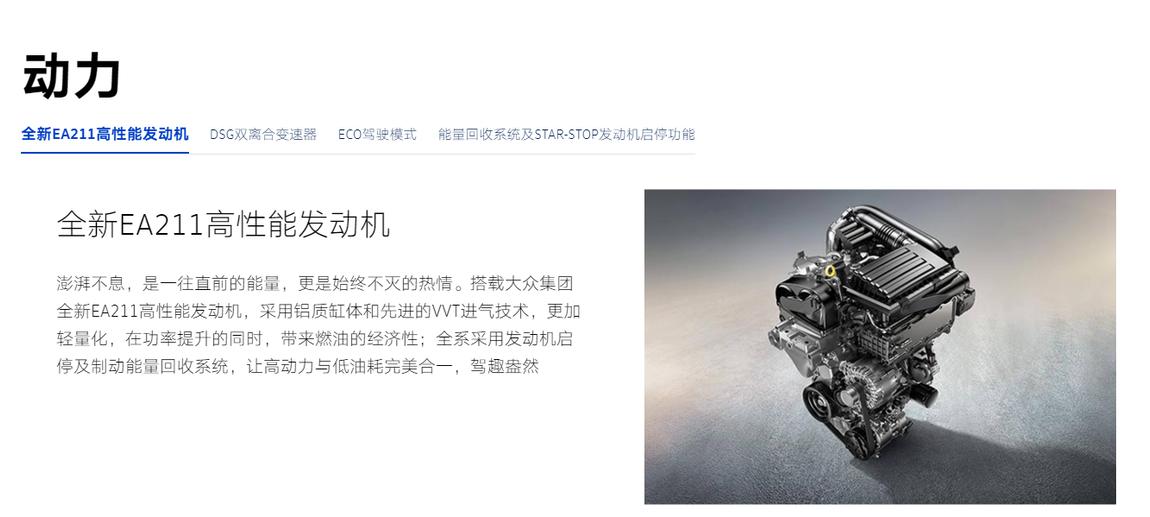 动力
全新EA211高性能发动机 DSG双离合变速器 ECO驾驶模式 能量回收系统及STAR-STOP发动机启停功能
全新EA211高性能发动机
澎湃不息，是一往直前的能量，更是始终不灭的热情。搭载大众集团
全新EA211高性能发动机，采用铝质缸体和先进的VVT进气技术，更加
轻量化，在功率提升的同时，带来燃油的经济性；全系采用发动机启
停及制动能量回收系统，让高动力与低油耗完美合一，驾趣盎然